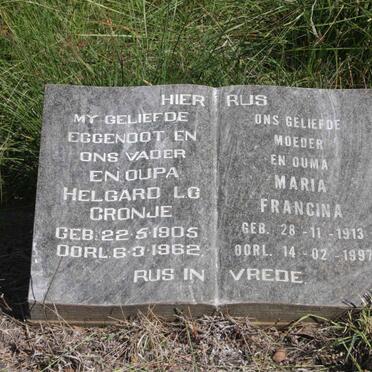 HIER RUS
MY GELIEFDE
EGGENOOT EN
ONS VADER
EN OUPA
HELGARD L.G
CRONJE
GEB. 22-5-1905
OORL. 6-3-1962.
ONS GELIEFDE
MOEDER
EN OUMA
MARIA
FRANCINA
GEB. 28-11-1913
OORL. 14-02-1997
RUS IN VREDE